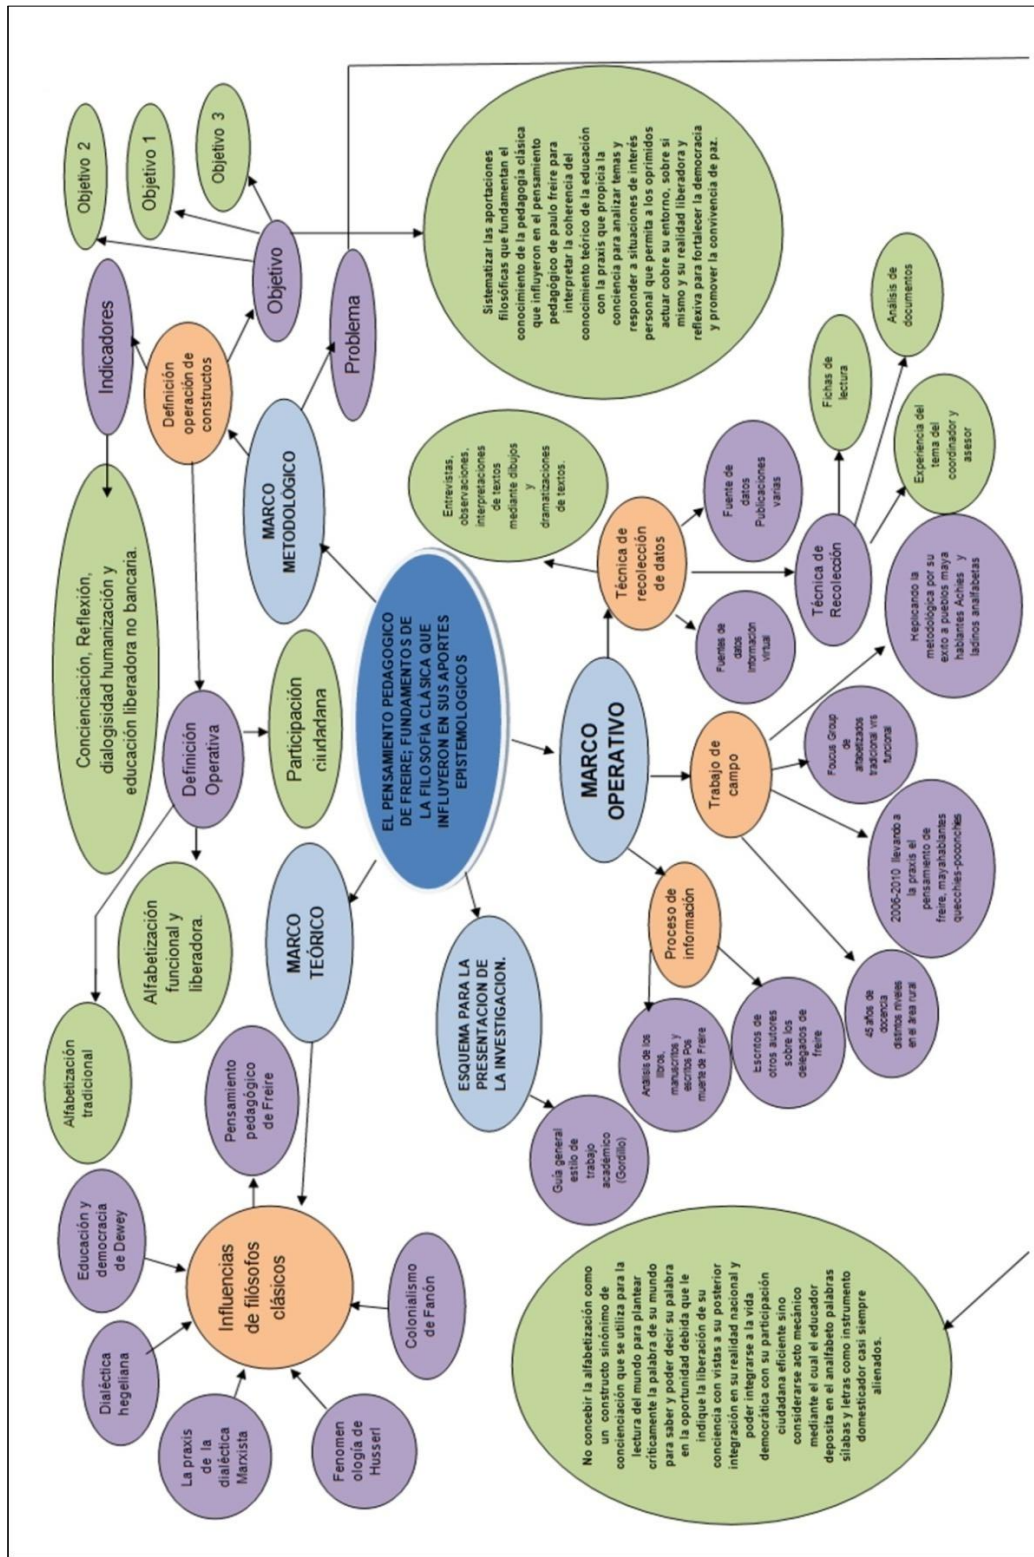 Dialéctica
hegeliana
Educación y
democracia
de Dewey
La praxis
de la
dialéctica
Marxista
Fenomen
ología de
Husserl
Colonialismo
de Fanón
Influencias
de filósofos
clásicos
Pensamiento
pedagógico
de Freire
Alfabetización
tradicional
Alfabetización
funcional y
liberadora.
MARCO
TEÓRICO
Concienciación, Reflexión,
dialogisidad humanización y
educación liberadora no bancaria.
Definición
Operativa
Participación
ciudadana
Indicadores
Definición
operación de
constructos
MARCO
METODOLÓGICO
Objetivo 2
Objetivo 1
Objetivo 3
Objetivo
Problema
EL PENSAMIENTO PEDAGOGICO
DE FREIRE; FUNDAMENTOS DE
LA FILOSOFÍA CLÁSICA QUE
INFLUYERON EN SUS APORTES
EPISTEMOLOGICOS
Sistematizar las aportaciones
filosóficas que fundamentan el
conocimiento de la pedagogía clásica
que influyeron en el pensamiento
pedagógico de paulo freire para
interpretar la coherencia del
conocimiento teórico de la educación
con la praxis que propicia la
conciencia para analizar temas y
responder a situaciones de interés
personal que permita a los oprimidos
actuar cobre su entorno, sobre si
mismo y su realidad liberadora y
reflexiva para fortalecer la democracia
y promover la convivencia de paz.
No concebir la alfabetización como
un constructo sinónimo de
concienciación que se utiliza para la
lectura del mundo para plantear
críticamente la palabra de su mundo
para saber y poder decir su palabra
en la oportunidad debida que le
indique la liberación de su
conciencia con vistas a su posterior
integración en su realidad nacional y
poder integrarse a la vida
democrática con su participación
ciudadana eficiente sino
considerarse acto mecánico
mediante el cual el educador
deposita en el analfabeto palabras
sílabas y letras como instrumento
domesticador casi siempre
alienados.
ESQUEMA PARA LA
PRESENTACION DE
LA INVESTIGACION.
Guía general
estilo de
trabajo
académico
(Gordillo)
MARCO
OPERATIVO
Proceso de
información
Análisis de los
libros,
manuscritos y
escritos Pos
muerte de Freire
Escritos de
otros autores
sobre los
delegados de
freire
Trabajo de
campo
45 años de
docencia
distintos niveles
en el área rural
2006-2010 llevando a
la praxis el
pensamiento de
freire, mayahablantes
quecchies-poconchies
Foucus Group
de
alfabetizados
tradicional vrs
funcional
Replicando la
metodológica por su
exito a pueblos maya
hablantes Achies y
ladinos analfabetas
Entrevistas,
observaciones,
interpretaciones
de textos
mediante dibujos
y
dramatizaciones
de textos.
Técnica de
recolección
de datos
Fuentes de
datos
información
virtual
Fuente de
datos
Publicaciones
varias
Técnica de
Recolección
Fichas de
lectura
Análisis de
documentos
Experiencia del
tema del
coordinador y
asesor